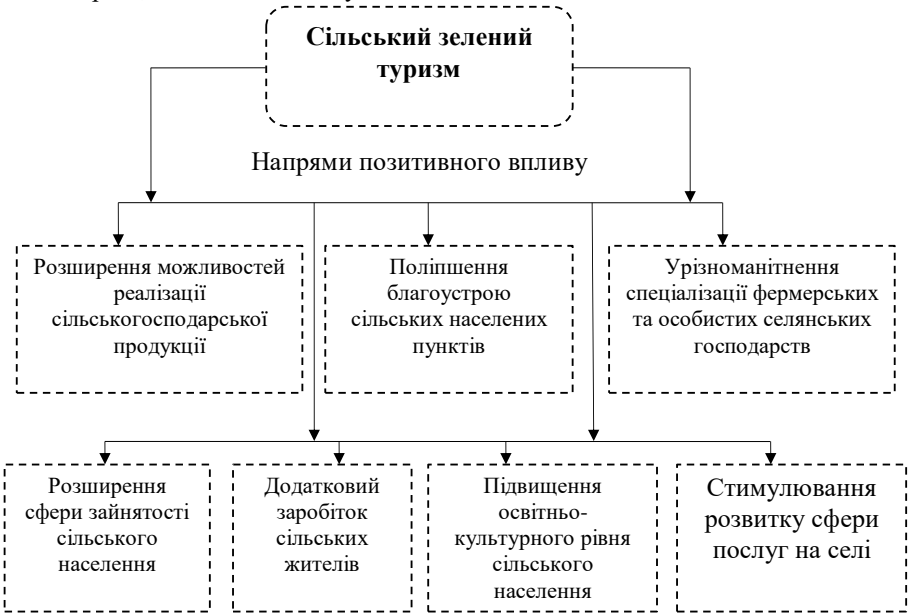 Сільський зелений
туризм
Напрями позитивного впливу
Розширення можливостей
реалізації
сільськогосподарської
продукції
Поліпшення
благоустрою
сільських населених
пунктів
Урізноманітнення
спеціалізації фермерських
та особистих селянських
господарств
Розширення
сфери зайнятості
сільського
населення
Додатковий
заробіток
сільських
жителів
Підвищення
освітньо-
культурного рівня
сільського
населення
Стимулювання
розвитку сфери
послуг на селі